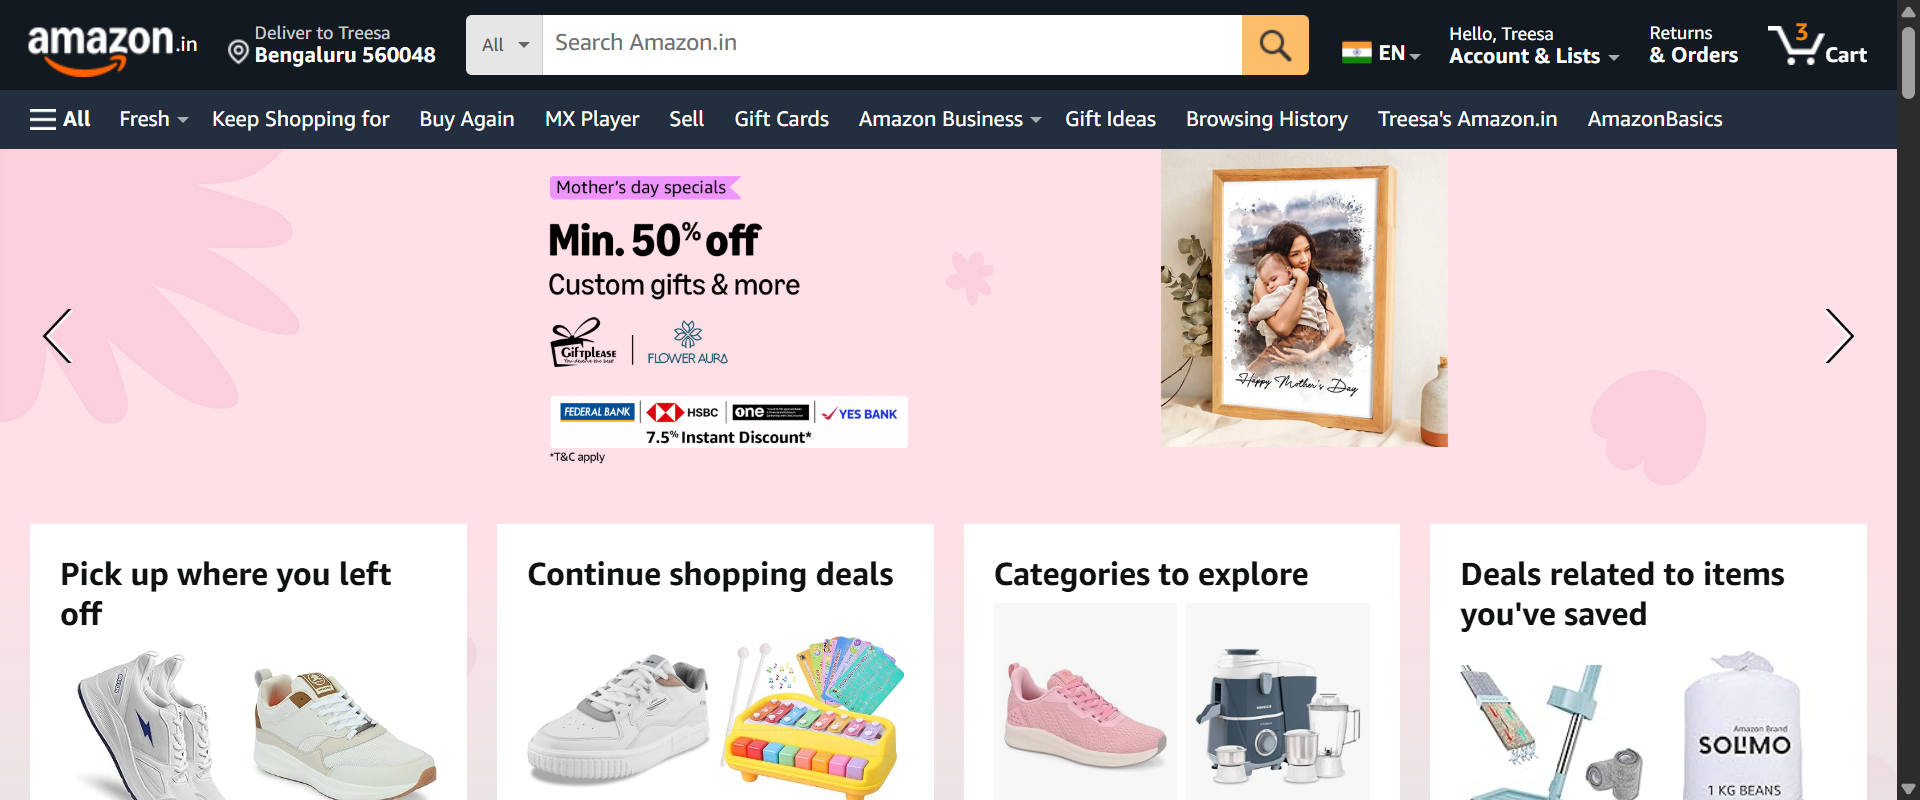 amazon.in
Deliver to Treesa
Bengaluru 560048
All
Search Amazon.in
EN
Hello, Treesa
Account & Lists
Returns
& Orders
3
Cart
All
Fresh
Keep Shopping for
Buy Again
MX Player
Sell
Gift Cards
Amazon Business
Gift Ideas
Browsing History
Treesa's Amazon.in
AmazonBasics
Mother's day specials
Min. 50% off
Custom gifts & more
GiftpLEASE
You deserve the best
FLOWER AURA
FEDERAL BANK
HSBC
one
YES BANK
7.5% Instant Discount*
*T&C apply
Happy Mother's Day
Pick up where you left
off
Continue shopping deals
Categories to explore
Deals related to items
you've saved
Amazon Brand
SOLIMO
1 KG BEANS